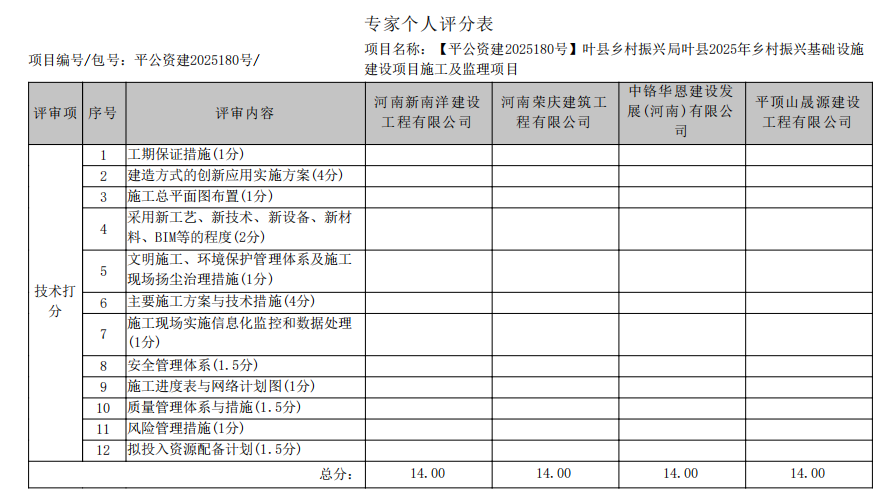 专家个人评分表
项目编号/包号: 平公资建2025180号/
项目名称: 【平公资建2025180号】叶县乡村振兴局叶县2025年乡村振兴基础设施
建设项目施工及监理项目
评审项 序号 评审内容 河南新南洋建设
工程有限公司 河南荣庆建筑工
程有限公司 中铬华恩建设发
展(河南)有限公
司 平顶山晟源建设
工程有限公司
技术打
分
1 工期保证措施(1分)
2 建造方式的创新应用实施方案(4分)
3 施工总平面图布置(1分)
4 采用新工艺、新技术、新设备、新材
料、BIM等的程度(2分)
5 文明施工、环境保护管理体系及施工
现场扬尘治理措施(1分)
6 主要施工方案与技术措施(4分)
7 施工现场实施信息化监控和数据处理
(1分)
8 安全管理体系(1.5分)
9 施工进度表与网络计划图(1分)
10 质量管理体系与措施(1.5分)
11 风险管理措施(1分)
12 拟投入资源配备计划(1.5分)
总分: 14.00 14.00 14.00 14.00